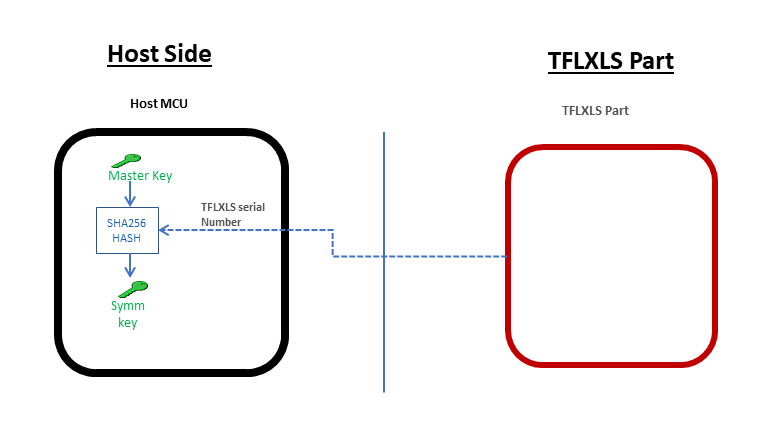 Host Side
TFLXLS Part
Host MCU
TFLXLS Part
Master Key
TFLXLS serial
Number
SHA256
HASH
Symm
key